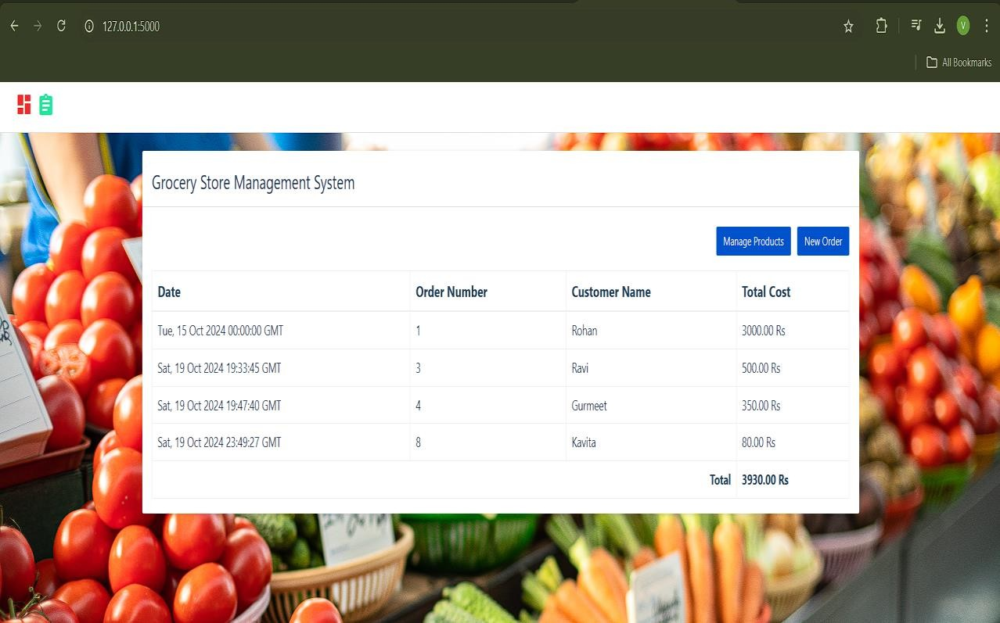 127.0.0.1:5000
V
All Bookmarks
Grocery Store Management System
Manage Products New Order
Date Order Number Customer Name Total Cost
Tue, 15 Oct 2024 00:00:00 GMT 1 Rohan 3000.00 Rs
Sat, 19 Oct 2024 19:33:45 GMT 3 Ravi 500.00 Rs
Sat, 19 Oct 2024 19:47:40 GMT 4 Gurmeet 350.00 Rs
Sat, 19 Oct 2024 23:49:27 GMT 8 Kavita 80.00 Rs
Total 3930.00 Rs